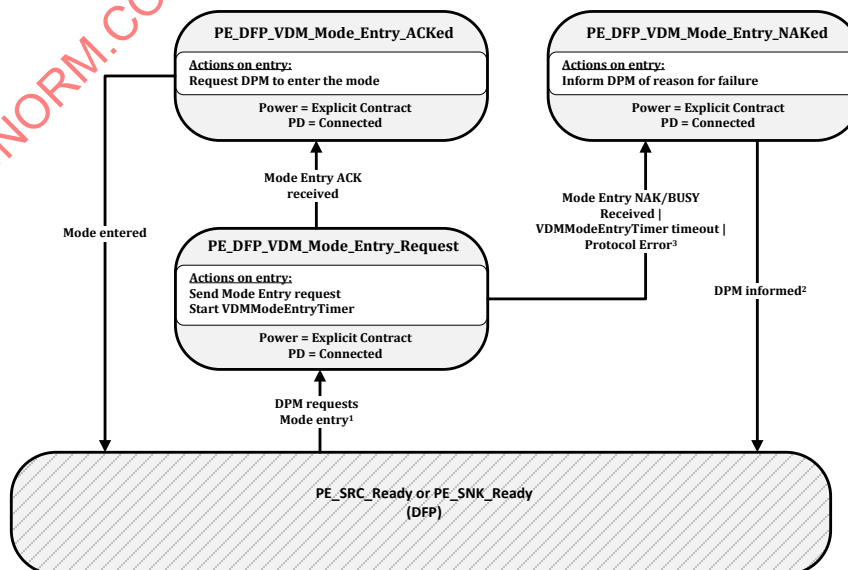 NORM.CO
PE_DFP_VDM_Mode_Entry_ACKed
Actions on entry:
Request DPM to enter the mode
Power = Explicit Contract
PD = Connected
PE_DFP_VDM_Mode_Entry_NAKed
Actions on entry:
Inform DPM of reason for failure
Power = Explicit Contract
PD = Connected
Mode Entry ACK
received
Mode entered
Mode Entry NAK/BUSY
Received |
VDMModeEntryTimer timeout |
Protocol Error³
PE_DFP_VDM_Mode_Entry_Request
Actions on entry:
Send Mode Entry request
Start VDMModeEntryTimer
Power = Explicit Contract
PD = Connected
DPM informed²
DPM requests
Mode entry¹
PE_SRC_Ready or PE_SNK_Ready
(DFP)